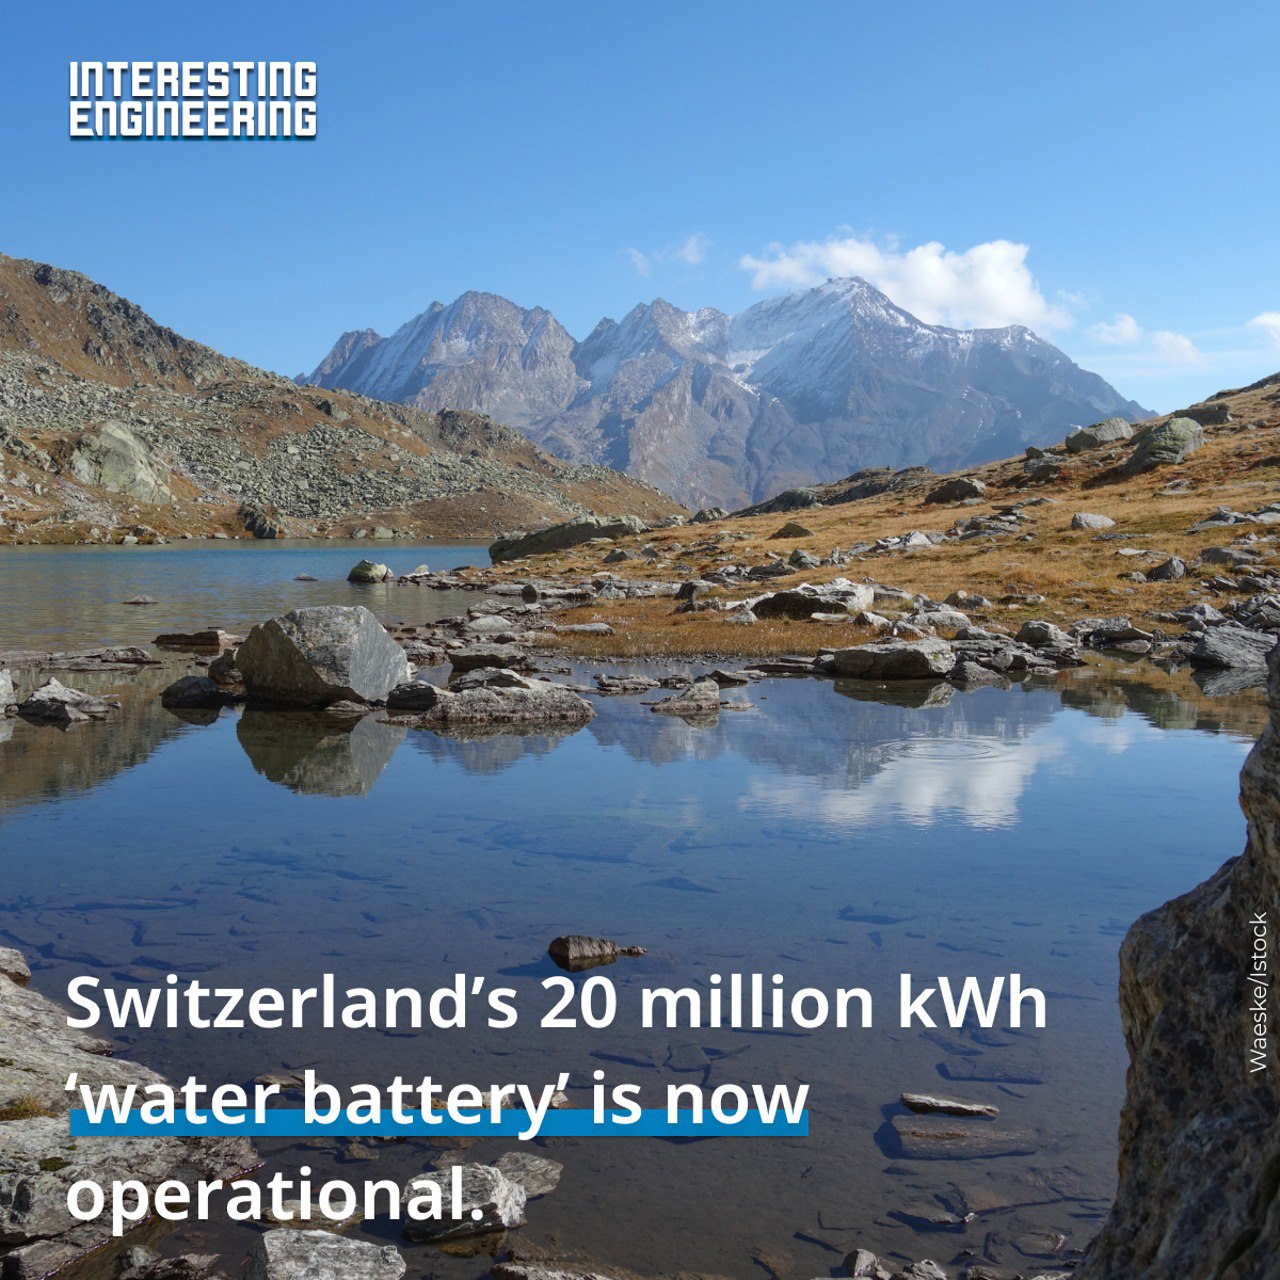 INTERESTING
ENGINEERING
Switzerland’s 20 million kWh
‘water battery’ is now
operational.
Waeske/Istock